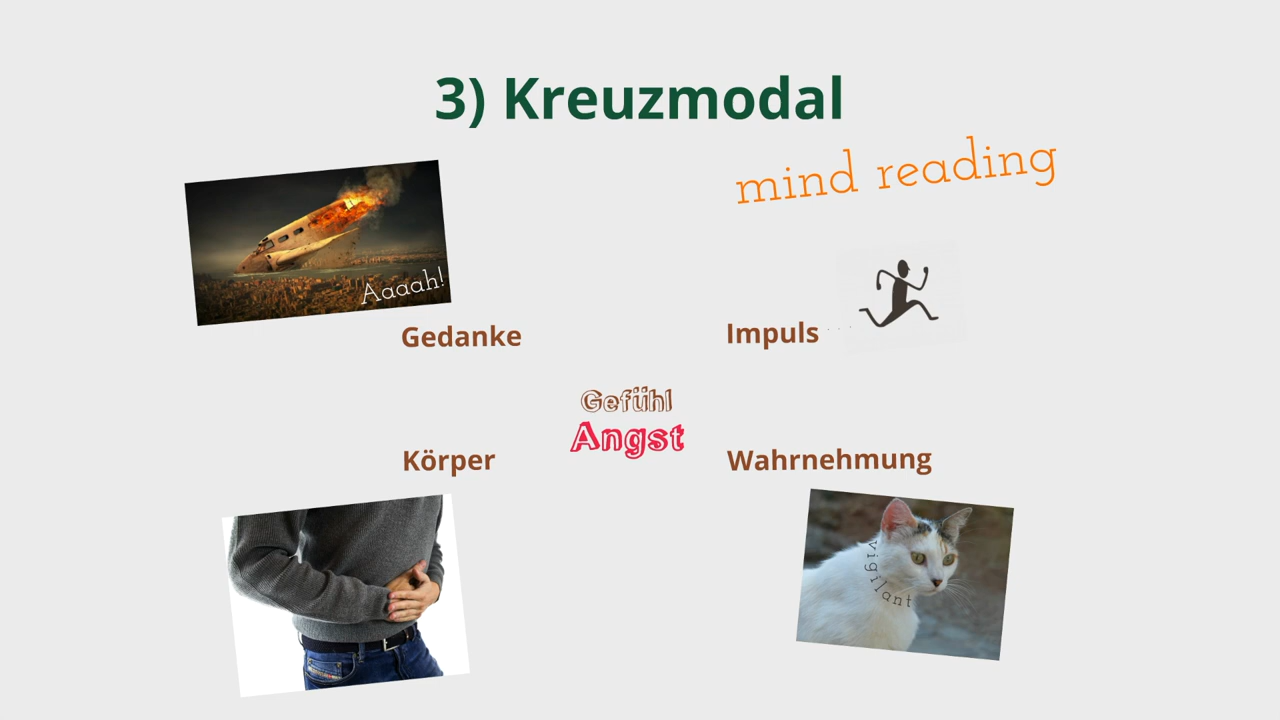 3) Kreuzmodal
mind reading
Aaaah!
Gedanke
Impuls
Gefühl
Angst
Körper
Wahrnehmung
vigilant